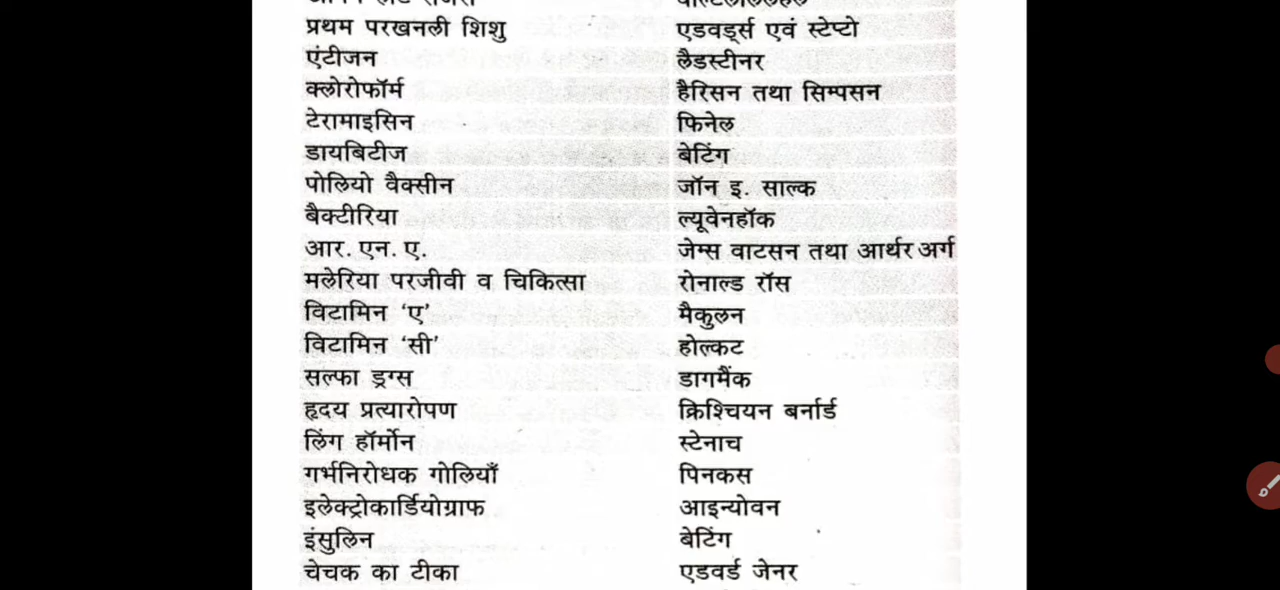 प्रथम परखनली शिशु एडवर्ड्स एवं स्टेप्टो
एंटीजन लैडस्टीनर
क्लोरोफॉर्म हैरिसन तथा सिम्पसन
टेरामाइसिन फिनेल
डायबिटीज बेटिंग
पोलियो वैक्सीन जॉन इ. साल्क
बैक्टीरिया ल्यूवेनहॉक
आर. एन. ए. जेम्स वाटसन तथा आर्थर अर्ग
मलेरिया परजीवी व चिकित्सा रोनाल्ड रॉस
विटामिन ‘ए’ मैकुलन
विटामिन ‘सी’ होल्कट
सल्फा ड्रग्स डागमैंक
हृदय प्रत्यारोपण क्रिश्चियन बर्नार्ड
लिंग हॉर्मोन स्टेनाच
गर्भनिरोधक गोलियाँ पिनकस
इलेक्ट्रोकार्डियोग्राफ आइन्योवन
इंसुलिन बेटिंग
चेचक का टीका एडवर्ड जेनर